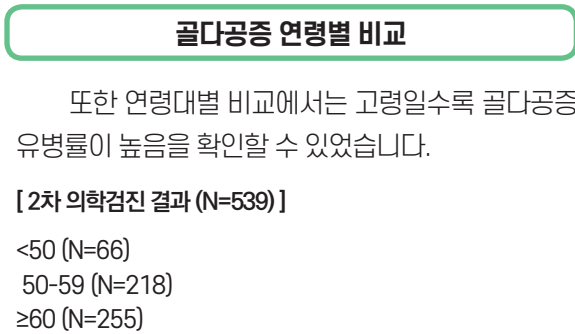 골다공증 연령별 비교
또한 연령대별 비교에서는 고령일수록 골다공증
유병률이 높음을 확인할 수 있었습니다.
[ 2차 의학검진 결과 (N=539) ]
<50 (N=66)
50-59 (N=218)
≥60 (N=255)